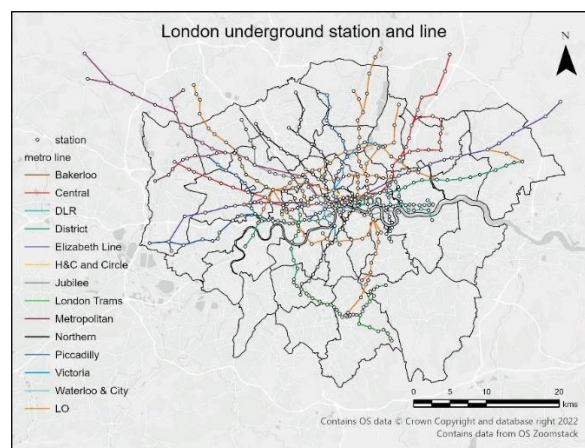 London underground station and line
N
station
metro line
Bakerloo
Central
DLR
District
Elizabeth Line
H&C and Circle
Jubilee
London Trams
Metropolitan
Northern
Piccadilly
Victoria
Waterloo & City
LO
0 5 10 20
kms
Contains OS data © Crown Copyright and database right 2022
Contains data from OS Zoomstack